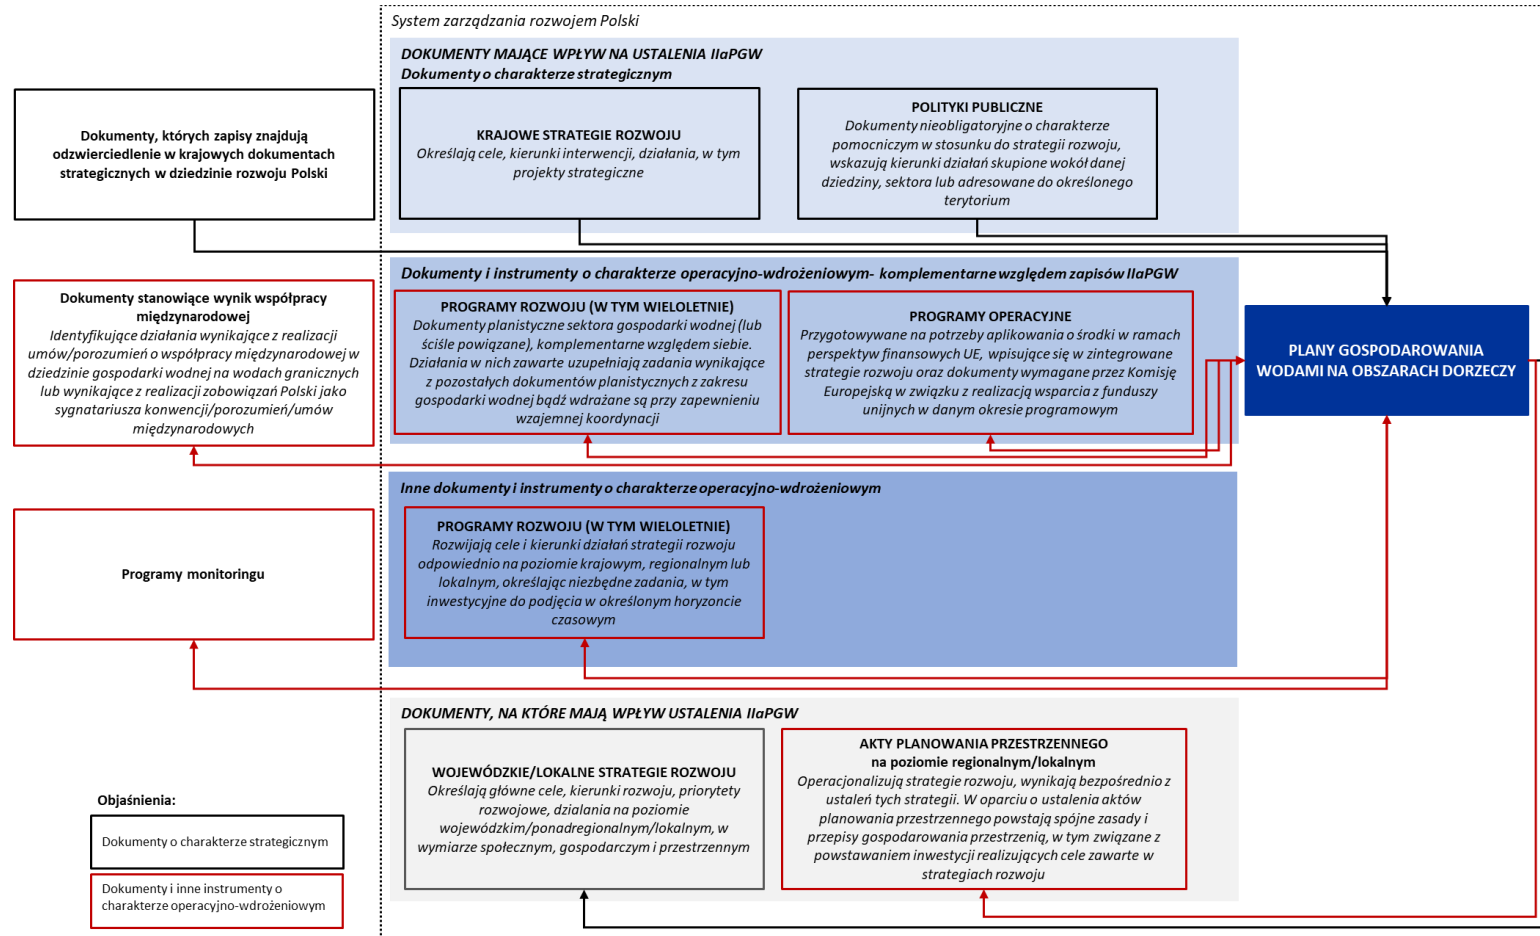 System zarządzania rozwojem Polski
DOKUMENTY MAJĄCE WPŁYW NA USTALENIA IIaPGW
Dokumenty o charakterze strategicznym
Dokumenty, których zapisy znajdują
odzwierciedlenie w krajowych dokumentach
strategicznych w dziedzinie rozwoju Polski
KRAJOWE STRATEGIE ROZWOJU
Określają cele, kierunki interwencji, działania, w tym
projekty strategiczne
POLITYKI PUBLICZNE
Dokumenty nieobligatoryjne o charakterze
pomocniczym w stosunku do strategii rozwoju,
wskazują kierunki działań skupione wokół danej
dziedziny, sektora lub adresowane do określonego
terytorium
Dokumenty i instrumenty o charakterze operacyjno-wdrożeniowym- komplementarne względem zapisów IIaPGW
Dokumenty stanowiące wynik współpracy
międzynarodowej
Identyfikujące działania wynikające z realizacji
umów/porozumień o współpracy międzynarodowej w
dziedzinie gospodarki wodnej na wodach granicznych
lub wynikające z realizacji zobowiązań Polski jako
sygnatariusza konwencji/porozumień/umów
międzynarodowych
PROGRAMY ROZWOJU (W TYM WIELOLETNIE)
Dokumenty planistyczne sektora gospodarki wodnej (lub
ściśle powiązane), komplementarne względem siebie.
Działania w nich zawarte uzupełniają zadania wynikające
z pozostałych dokumentów planistycznych z zakresu
gospodarki wodnej bądź wdrażane są przy zapewnieniu
wzajemnej koordynacji
PROGRAMY OPERACYJNE
Przygotowywane na potrzeby aplikowania o środki w ramach
perspektyw finansowych UE, wpisujące się w zintegrowane
strategie rozwoju oraz dokumenty wymagane przez Komisję
Europejską w związku z realizacją wsparcia z funduszy
unijnych w danym okresie programowym
PLANY GOSPODAROWANIA
WODAMI NA OBSZARACH DORZECZY
Inne dokumenty i instrumenty o charakterze operacyjno-wdrożeniowym
Programy monitoringu
PROGRAMY ROZWOJU (W TYM WIELOLETNIE)
Rozwijają cele i kierunki działań strategii rozwoju
odpowiednio na poziomie krajowym, regionalnym lub
lokalnym, określając niezbędne zadania, w tym
inwestycyjne do podjęcia w określonym horyzoncie
czasowym
DOKUMENTY, NA KTÓRE MAJĄ WPŁYW USTALENIA IIaPGW
WOJEWÓDZKIE/LOKALNE STRATEGIE ROZWOJU
Określają główne cele, kierunki rozwoju, priorytety
rozwojowe, dzialania na poziomie
wojewódzkim/ponadregionalnym/lokalnym, w
wymiarze społecznym, gospodarczym i przestrzennym
AKTY PLANOWANIA PRZESTRZENNEGO
na poziomie regionalnym/lokalnym
Operacjonalizują strategie rozwoju, wynikają bezpośrednio z
ustaleń tych strategii. W oparciu o ustalenia aktów
planowania przestrzennego powstają spójne zasady i
przepisy gospodarowania przestrzenią, w tym związane z
powstawaniem inwestycji realizujących cele zawarte w
strategiach rozwoju
Objaśnienia:
Dokumenty o charakterze strategicznym
Dokumenty i inne instrumenty o
charakterze operacyjno-wdrożeniowym